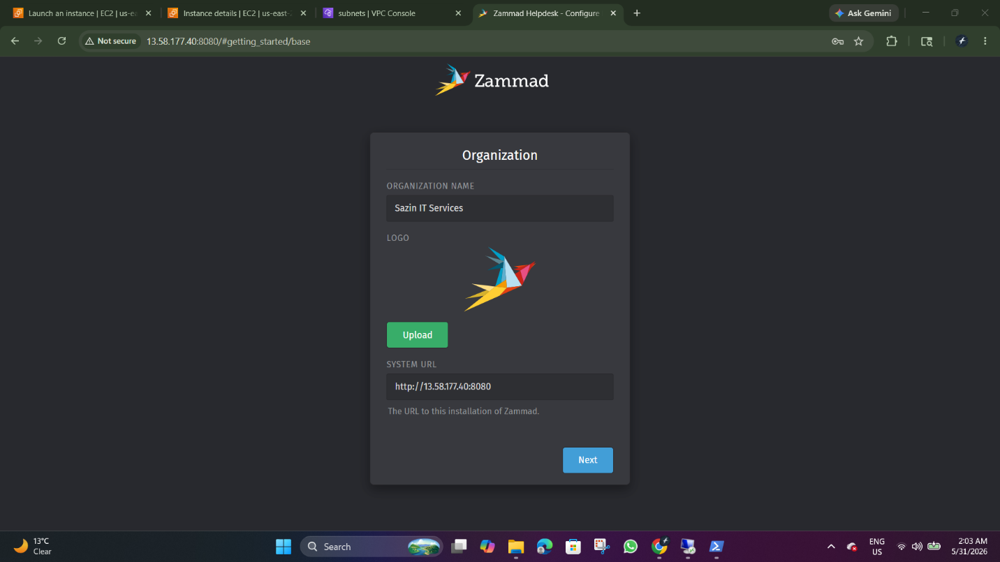 Launch an instance | EC2 | us-ea
Instance details | EC2 | us-east-
subnets | VPC Console
Zammad Helpdesk - Configure
Ask Gemini
Not secure
13.58.177.40:8080/#getting_started/base
Zammad
Organization
ORGANIZATION NAME
Sazin IT Services
LOGO
Upload
SYSTEM URL
http://13.58.177.40:8080
The URL to this installation of Zammad.
Next
13°C
Clear
Search
ENG
US
2:03 AM
5/31/2026